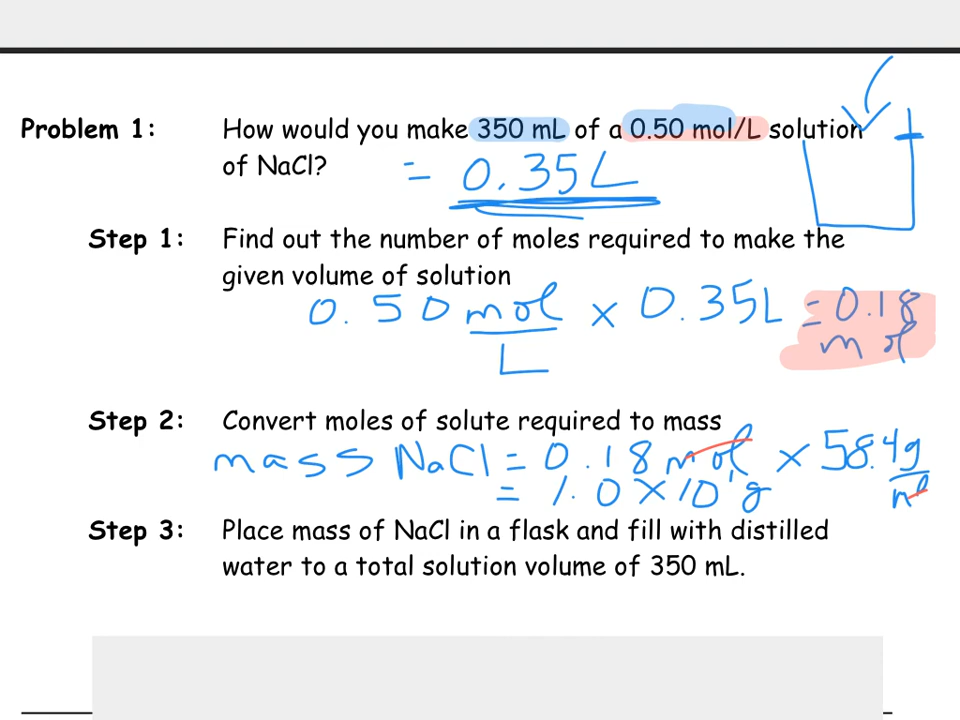 Problem 1: How would you make 350 mL of a 0.50 mol/L solution
of NaCl?
= 0.35L
Step 1: Find out the number of moles required to make the
given volume of solution
0.50 mol/L × 0.35L = 0.18
mol
Step 2: Convert moles of solute required to mass
mass NaCl = 0.18 mol × 58.4g/mol
= 1.0 × 10¹g
Step 3: Place mass of NaCl in a flask and fill with distilled
water to a total solution volume of 350 mL.